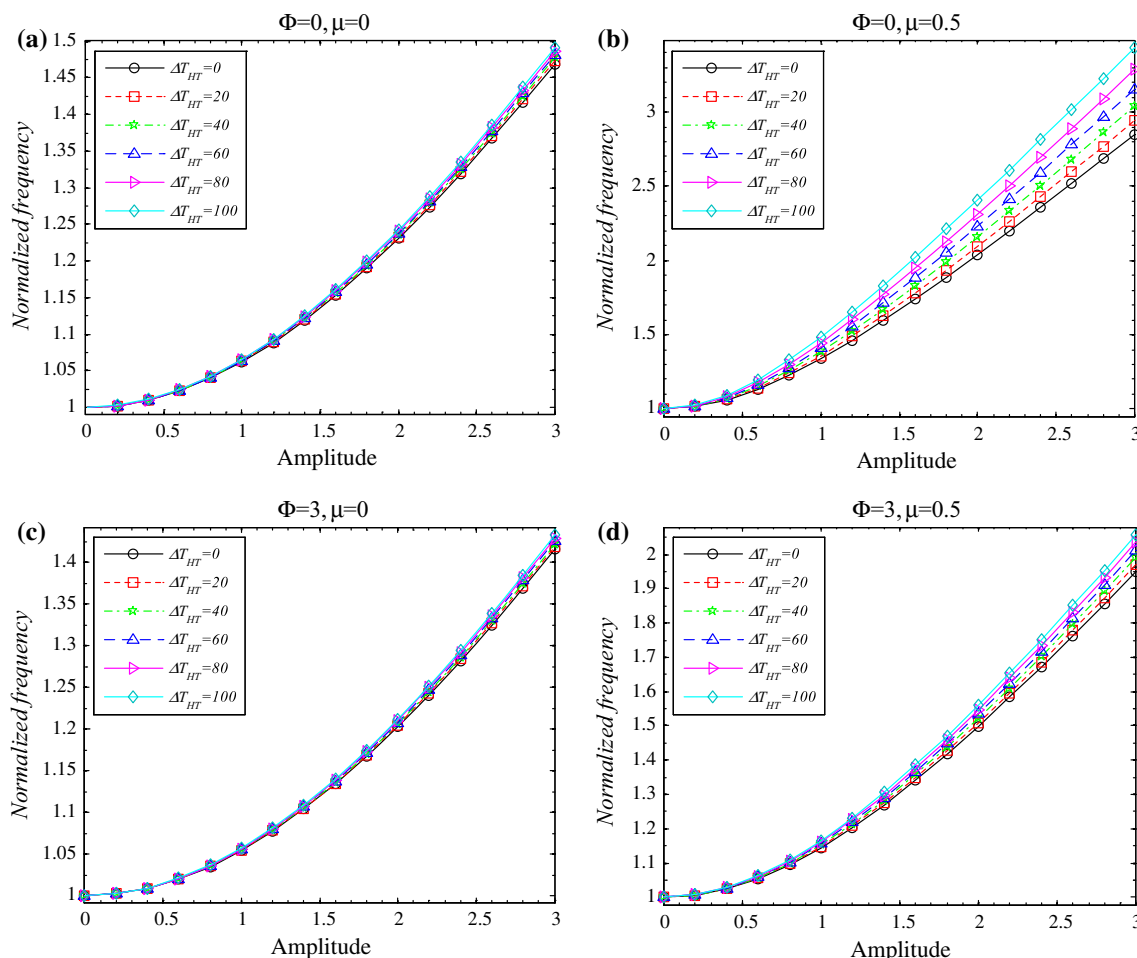 (a)
Φ=0, μ=0
1.5
1.45
1.4
1.35
1.3
1.25
1.2
1.15
1.1
1.05
1
Normalized frequency
ΔT_HT=0
ΔT_HT=20
ΔT_HT=40
ΔT_HT=60
ΔT_HT=80
ΔT_HT=100
0 0.5 1 1.5 2 2.5 3
Amplitude
(b)
Φ=0, μ=0.5
3
2.5
2
1.5
1
Normalized frequency
ΔT_HT=0
ΔT_HT=20
ΔT_HT=40
ΔT_HT=60
ΔT_HT=80
ΔT_HT=100
0 0.5 1 1.5 2 2.5 3
Amplitude
(c)
Φ=3, μ=0
1.4
1.35
1.3
1.25
1.2
1.15
1.1
1.05
1
Normalized frequency
ΔT_HT=0
ΔT_HT=20
ΔT_HT=40
ΔT_HT=60
ΔT_HT=80
ΔT_HT=100
0 0.5 1 1.5 2 2.5 3
Amplitude
(d)
Φ=3, μ=0.5
2
1.9
1.8
1.7
1.6
1.5
1.4
1.3
1.2
1.1
1
Normalized frequency
ΔT_HT=0
ΔT_HT=20
ΔT_HT=40
ΔT_HT=60
ΔT_HT=80
ΔT_HT=100
0 0.5 1 1.5 2 2.5 3
Amplitude